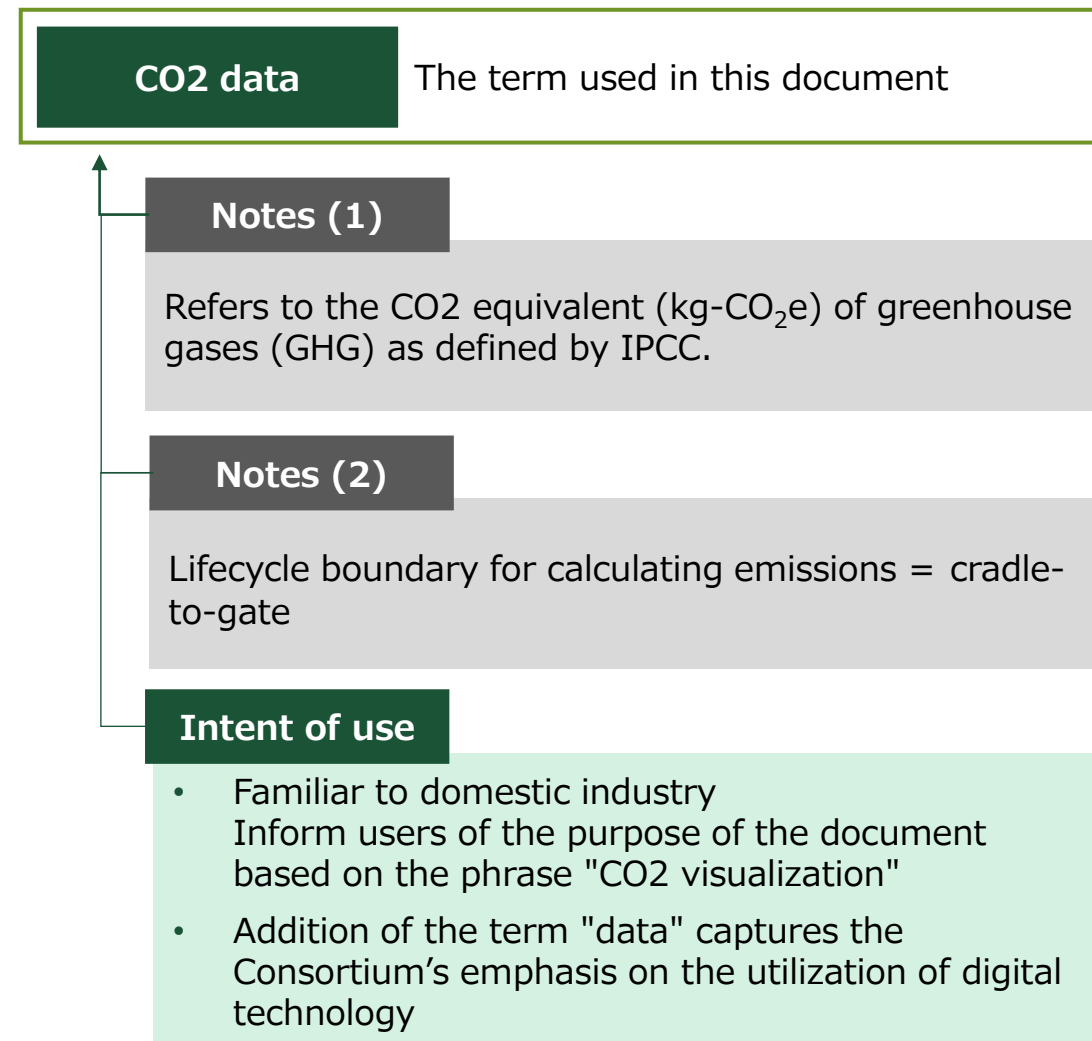 CO2 data
The term used in this document
Notes (1)
Refers to the CO2 equivalent (kg-CO₂e) of greenhouse
gases (GHG) as defined by IPCC.
Notes (2)
Lifecycle boundary for calculating emissions = cradle-
to-gate
Intent of use
• Familiar to domestic industry
Inform users of the purpose of the document
based on the phrase "CO2 visualization"
• Addition of the term "data" captures the
Consortium’s emphasis on the utilization of digital
technology